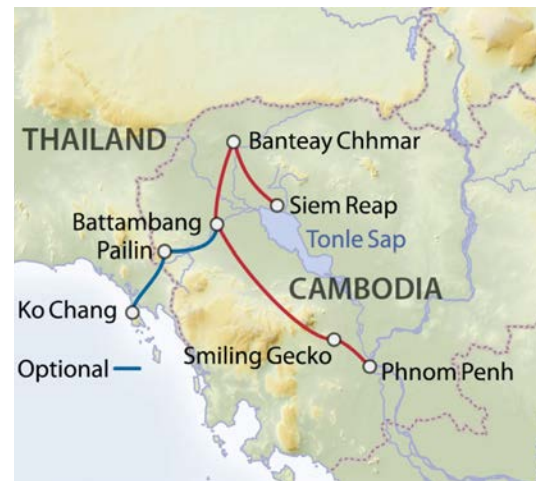 THAILAND
Banteay Chhmar
Siem Reap
Battambang
Tonle Sap
Pailin
CAMBODIA
Ko Chang
Smiling Gecko
Optional
Phnom Penh